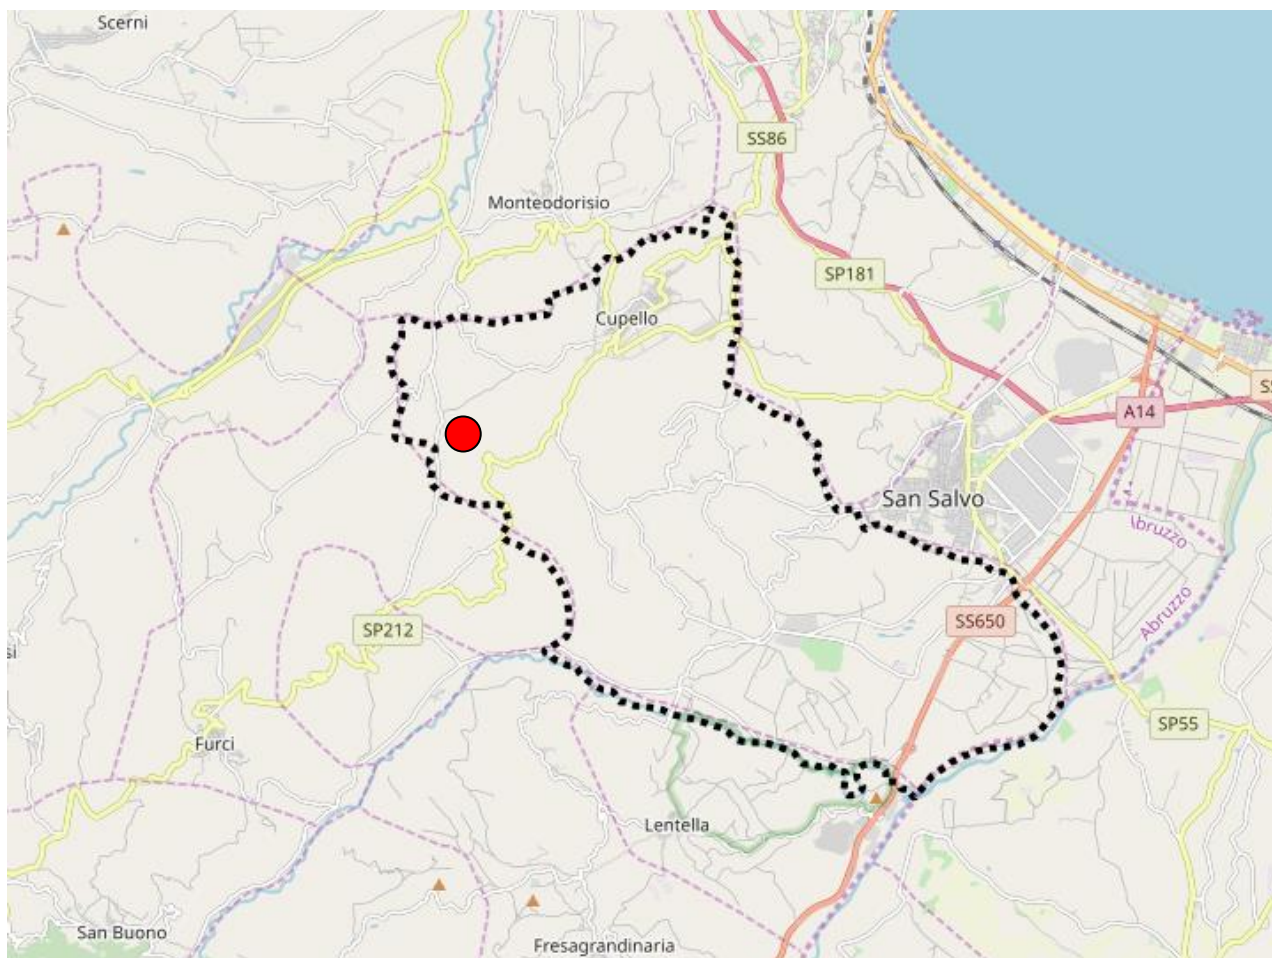 Scerni
SS86
Monteodorisio
SP181
Cupello
A14
San Salvo
Abruzzo
SP212
SS650
Abruzzo
Furci
SP55
Lentella
San Buono
Fresagrandinaria